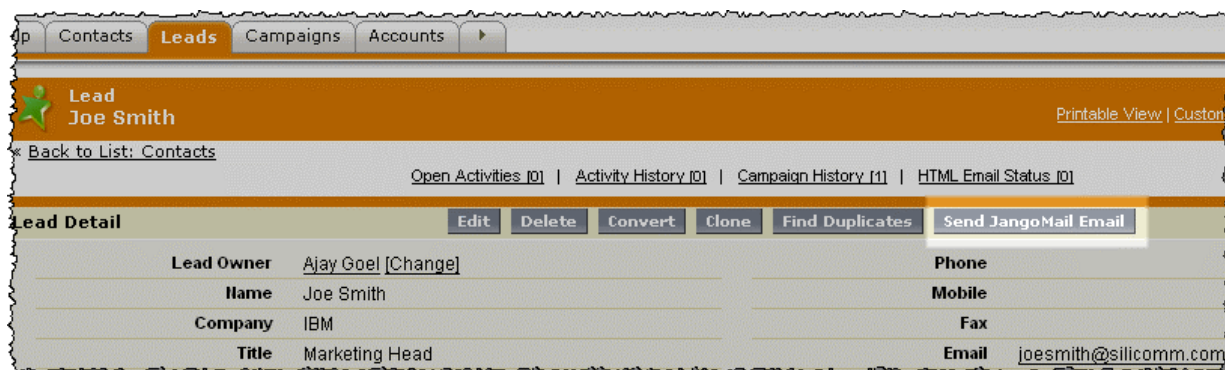 Contacts Leads Campaigns Accounts
Lead
Joe Smith
Printable View | Custom
« Back to List: Contacts
Open Activities [0] | Activity History [0] | Campaign History [1] | HTML Email Status [0]
Lead Detail Edit Delete Convert Clone Find Duplicates Send JangoMail Email
Lead Owner Ajay Goel [Change] Phone
Name Joe Smith Mobile
Company IBM Fax
Title Marketing Head Email joesmith@silicomm.com